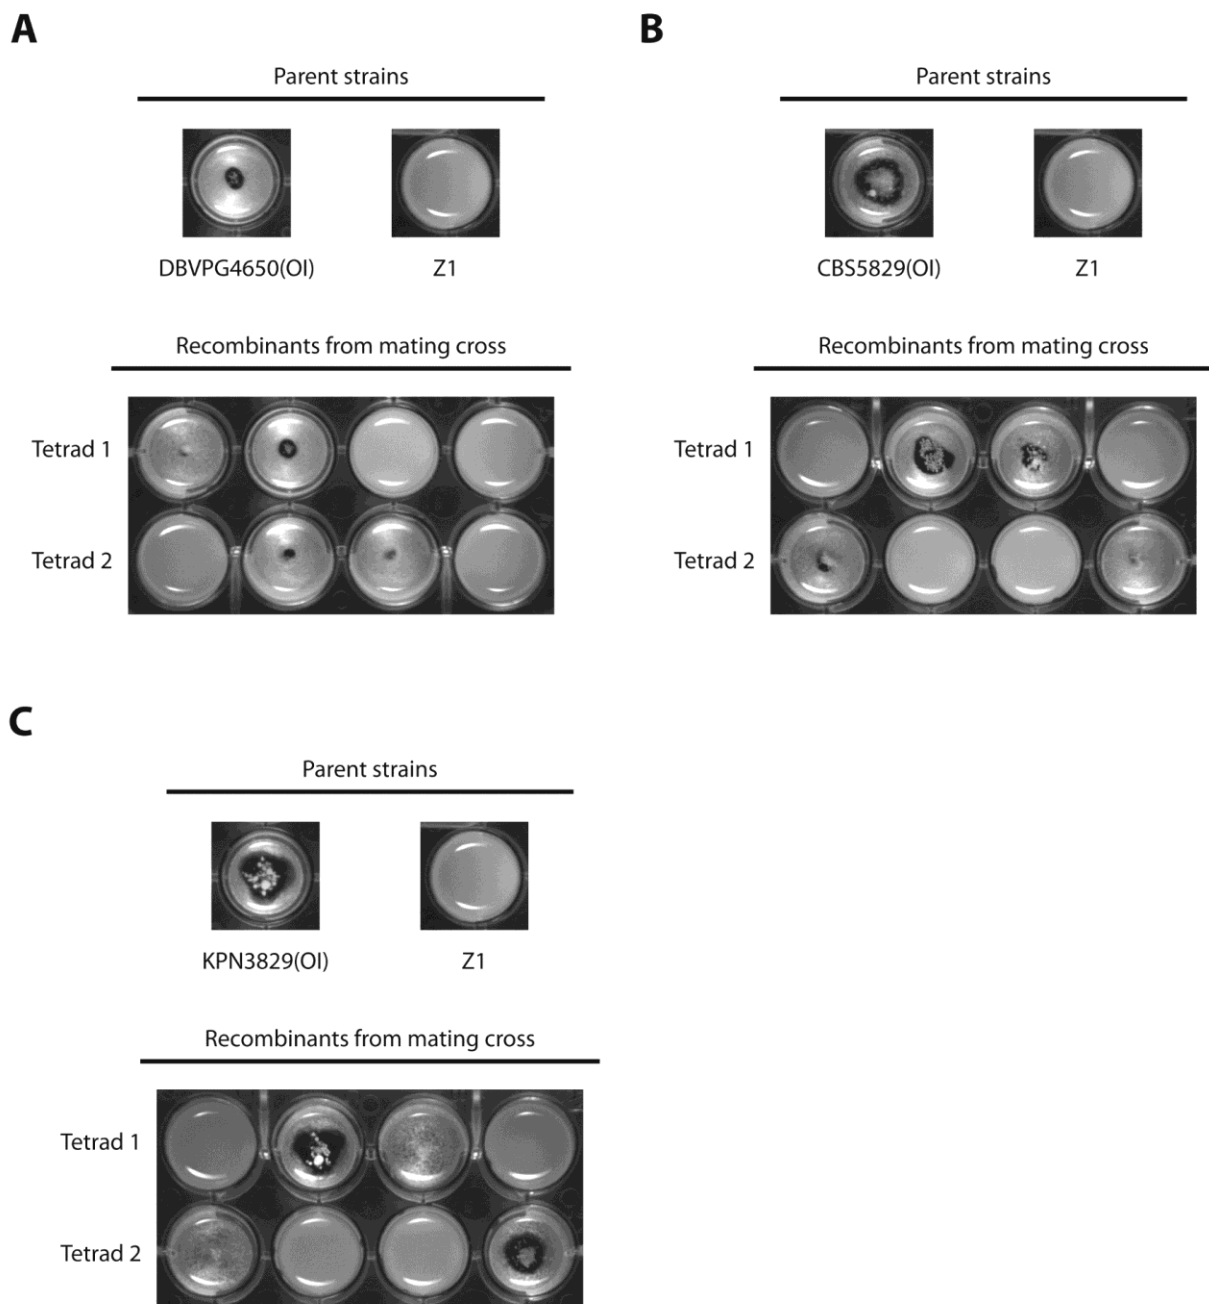 A
Parent strains
DBVPG4650(OI) Z1
Recombinants from mating cross
Tetrad 1
Tetrad 2
B
Parent strains
CBS5829(OI) Z1
Recombinants from mating cross
Tetrad 1
Tetrad 2
C
Parent strains
KPN3829(OI) Z1
Recombinants from mating cross
Tetrad 1
Tetrad 2